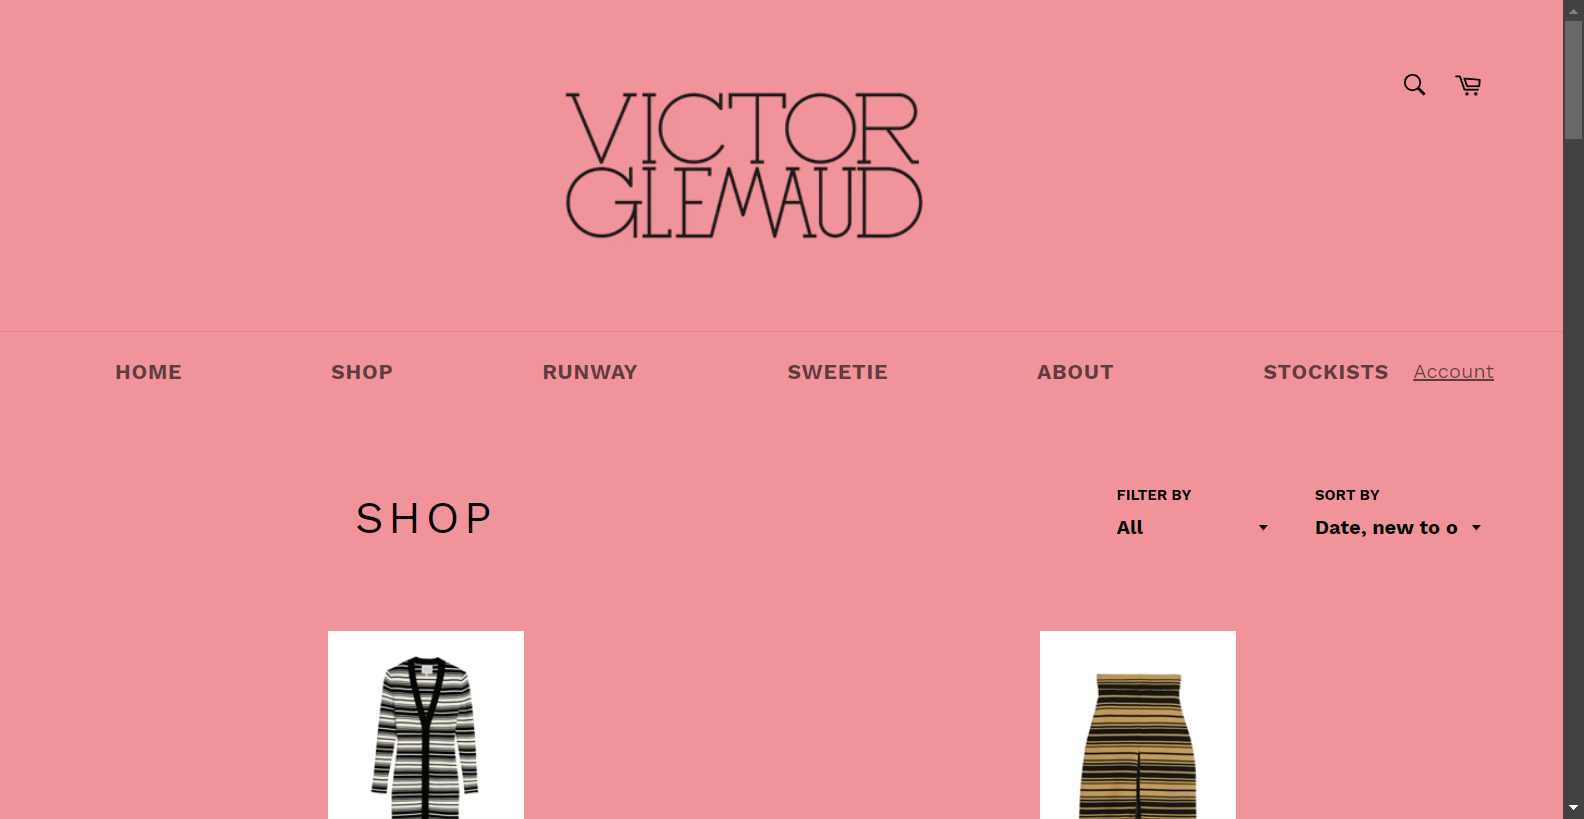 VICTOR
GLEMAUD
HOME SHOP RUNWAY SWEETIE ABOUT STOCKISTS Account
SHOP
FILTER BY
All
SORT BY
Date, new to o